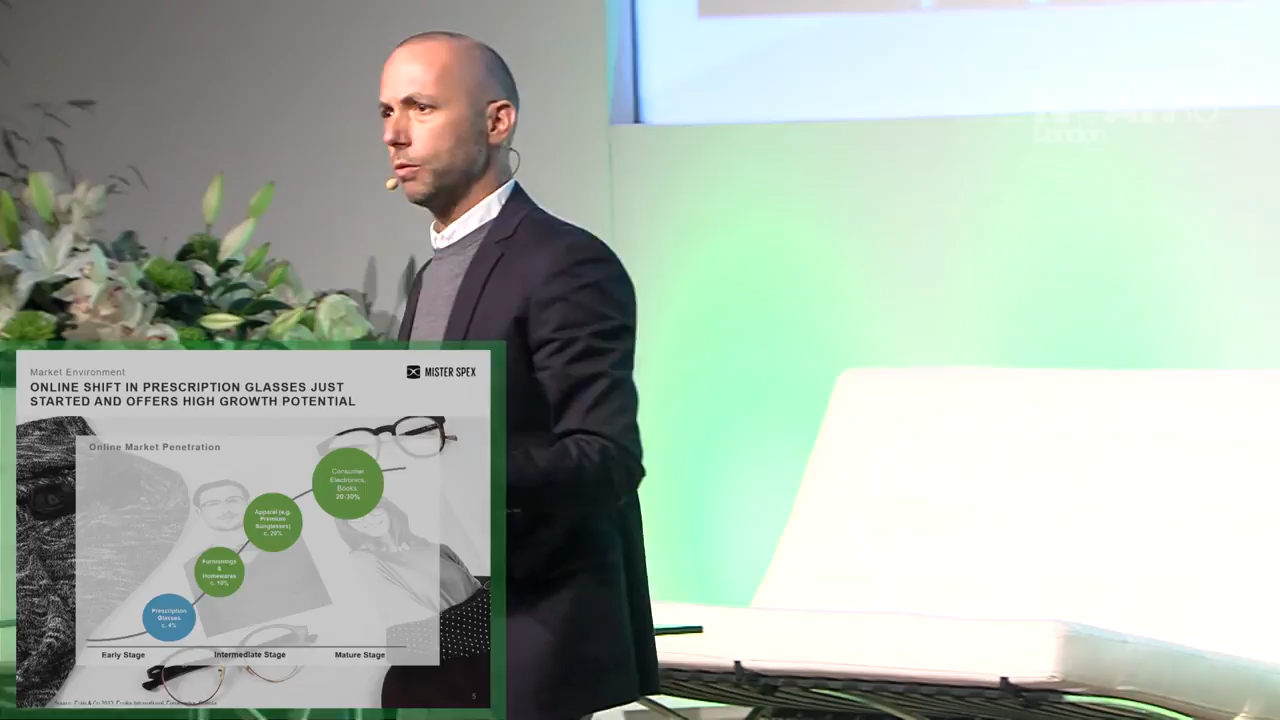 Market Environment
MISTER SPEX
ONLINE SHIFT IN PRESCRIPTION GLASSES JUST
STARTED AND OFFERS HIGH GROWTH POTENTIAL
Online Market Penetration
Consumer
Electronics,
Books,
20-30%
Apparel (e.g.
Premium
Sunglasses)
c. 20%
Furnishings
&
Homewares
c. 10%
Prescription
Glasses
c. 4%
Early Stage
Intermediate Stage
Mature Stage
5
London